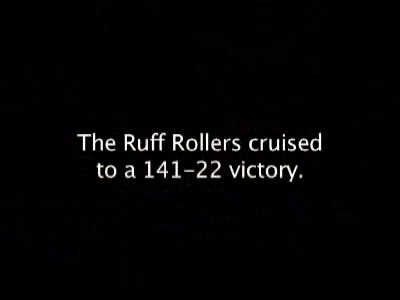 The Ruff Rollers cruised
to a 141-22 victory.